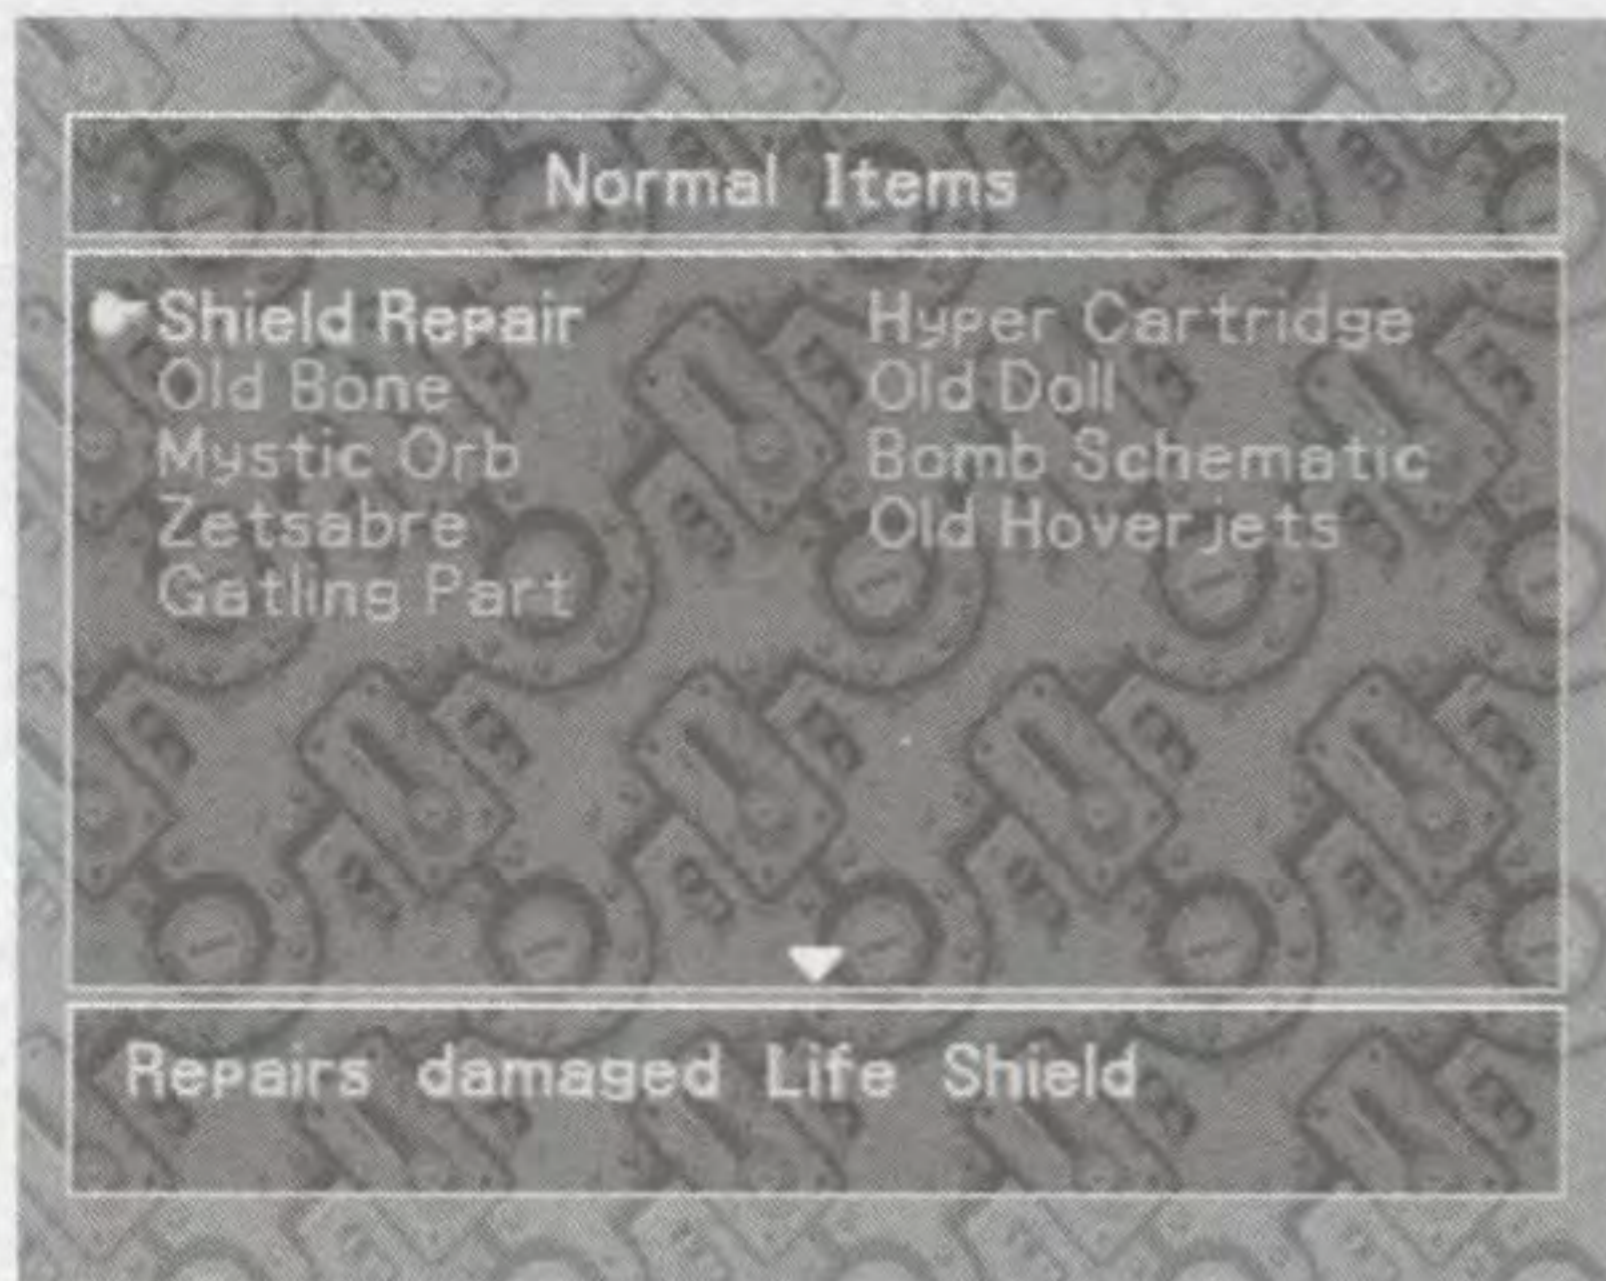 Normal Items
Shield Repair Hyper Cartridge
Old Bone Old Doll
Mystic Orb Bomb Schematic
Zetsabre Old Hoverjets
Gatling Part
Repairs damaged Life Shield